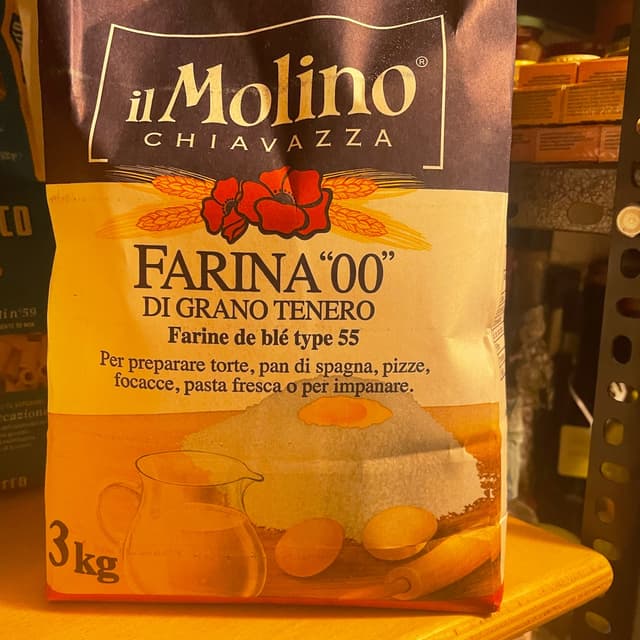 il Molino®
CHIAVAZZA
FARINA “00”
DI GRANO TENERO
Farine de blé type 55
Per preparare torte, pan di spagna, pizze,
focacce, pasta fresca o per impanare.
3 kg